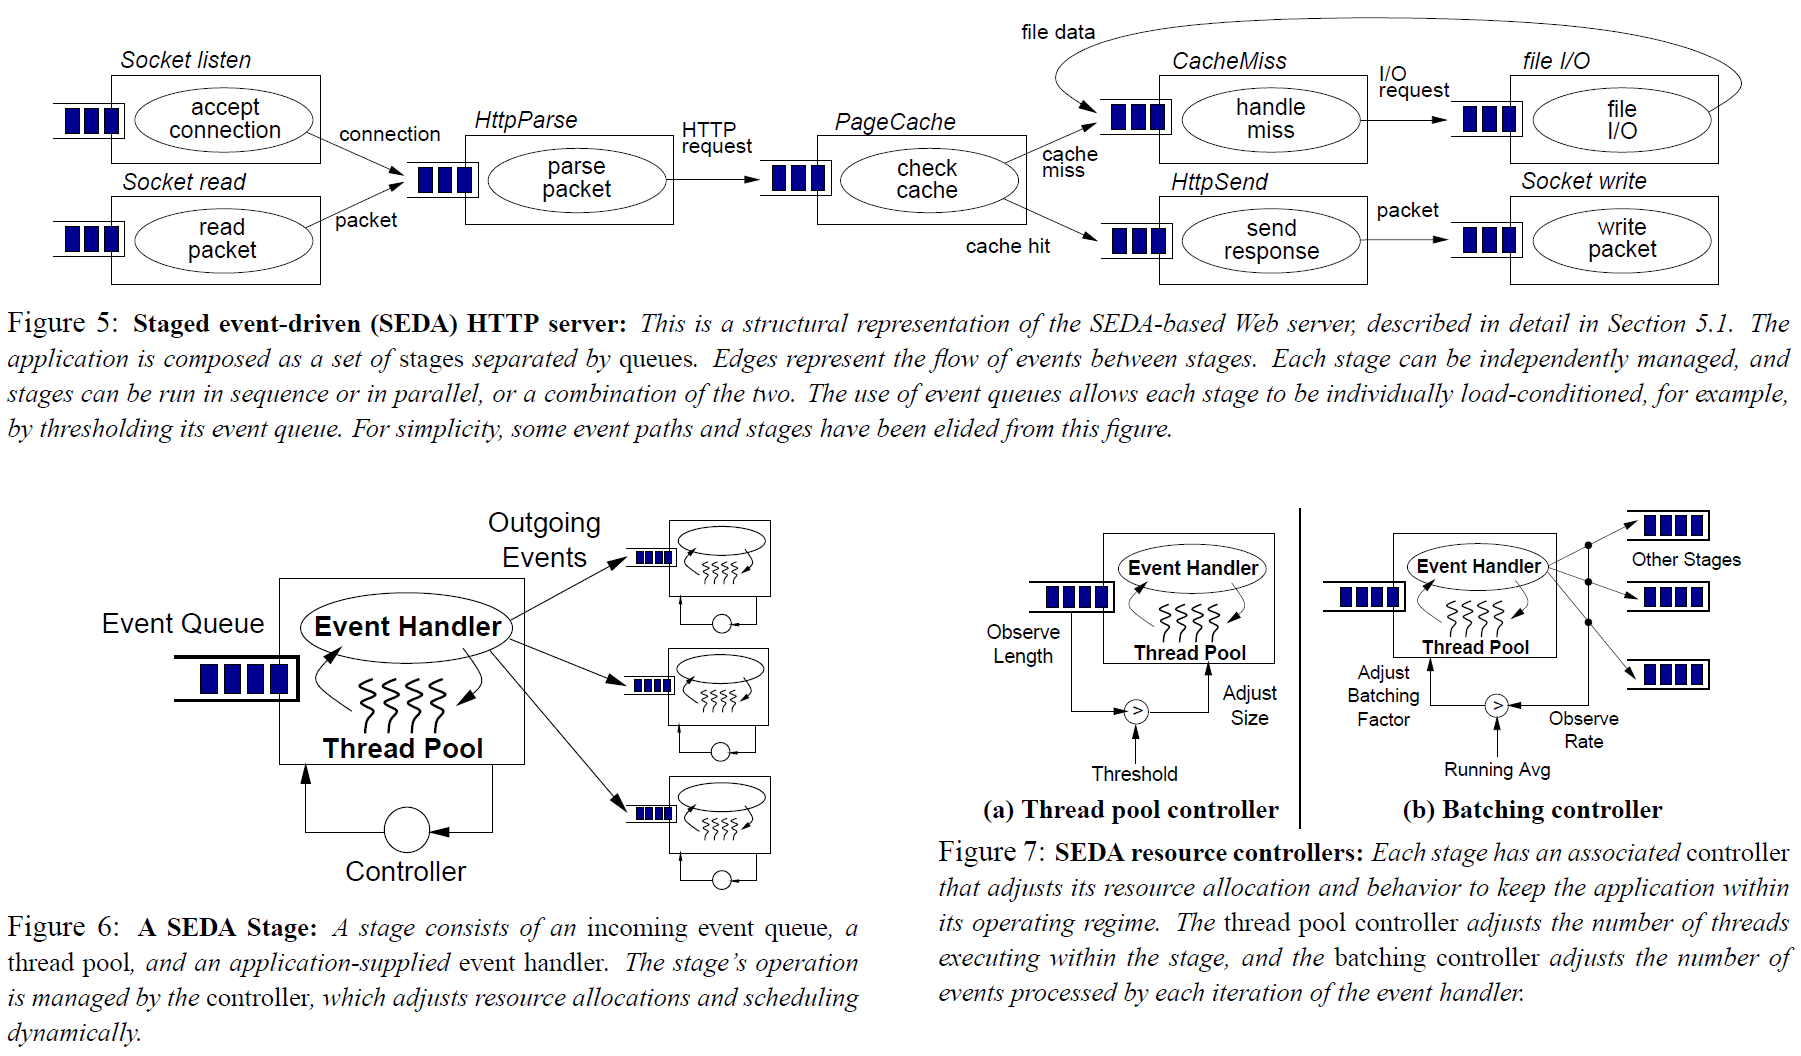 file data
Socket listen
accept
connection
connection
Socket read
read
packet
packet
HttpParse
parse
packet
HTTP
request
PageCache
check
cache
cache
miss
cache hit
CacheMiss
handle
miss
I/O
request
file I/O
file
I/O
HttpSend
send
response
packet
Socket write
write
packet
Figure 5: Staged event-driven (SEDA) HTTP server: This is a structural representation of the SEDA-based Web server, described in detail in Section 5.1. The
application is composed as a set of stages separated by queues. Edges represent the flow of events between stages. Each stage can be independently managed, and
stages can be run in sequence or in parallel, or a combination of the two. The use of event queues allows each stage to be individually load-conditioned, for example,
by thresholding its event queue. For simplicity, some event paths and stages have been elided from this figure.
Outgoing
Events
Event Queue
Event Handler
Thread Pool
Controller
Figure 6: A SEDA Stage: A stage consists of an incoming event queue, a
thread pool, and an application-supplied event handler. The stage's operation
is managed by the controller, which adjusts resource allocations and scheduling
dynamically.
Event Handler
Observe
Length
Thread Pool
Adjust
Size
>
Threshold
(a) Thread pool controller
Event Handler
Other Stages
Thread Pool
Adjust
Batching
Factor
>
Observe
Rate
Running Avg
(b) Batching controller
Figure 7: SEDA resource controllers: Each stage has an associated controller
that adjusts its resource allocation and behavior to keep the application within
its operating regime. The thread pool controller adjusts the number of threads
executing within the stage, and the batching controller adjusts the number of
events processed by each iteration of the event handler.